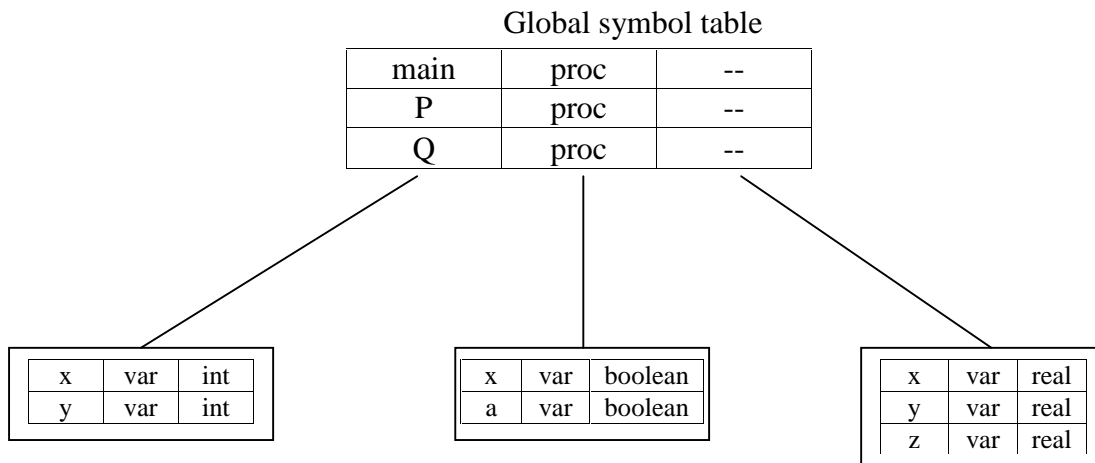 Global symbol table
main proc --
P proc --
Q proc --
x var int
y var int
x var boolean
a var boolean
x var real
y var real
z var real